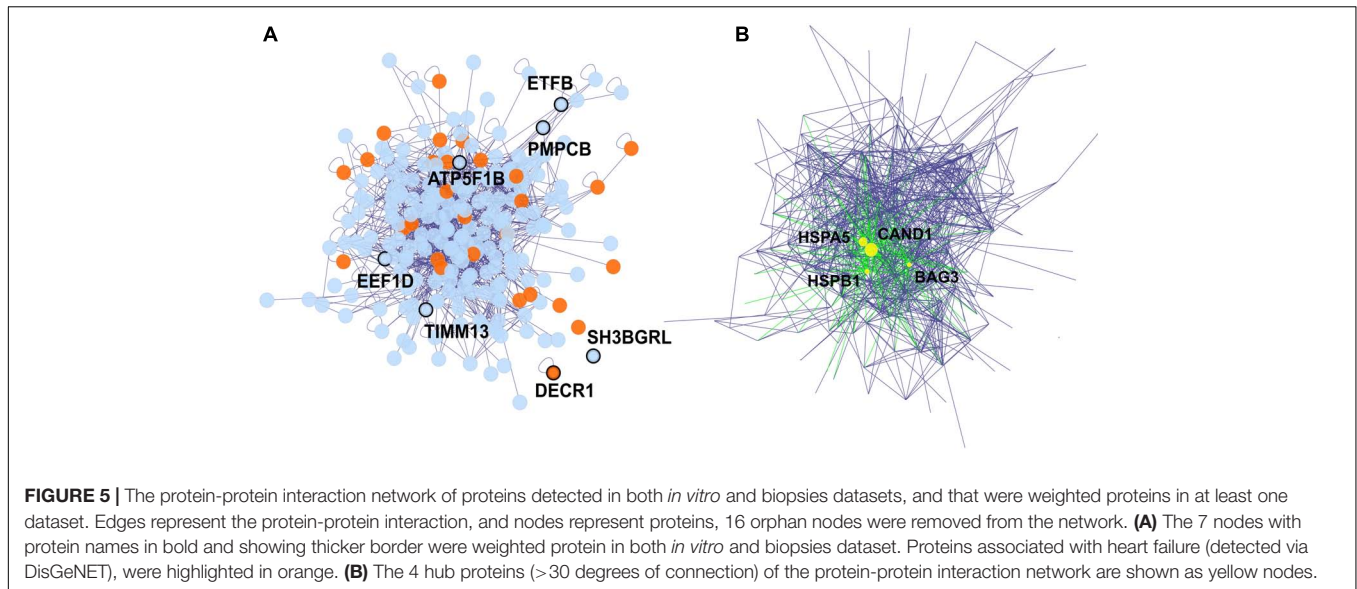 A
B
ETFB
PMPCB
ATP5F1B
EEF1D
TIMM13
SH3BGRL
DECR1
HSPA5
CAND1
HSPB1
BAG3
FIGURE 5 | The protein-protein interaction network of proteins detected in both in vitro and biopsies datasets, and that were weighted proteins in at least one
dataset. Edges represent the protein-protein interaction, and nodes represent proteins, 16 orphan nodes were removed from the network. (A) The 7 nodes with
protein names in bold and showing thicker border were weighted protein in both in vitro and biopsies dataset. Proteins associated with heart failure (detected via
DisGeNET), were highlighted in orange. (B) The 4 hub proteins (>30 degrees of connection) of the protein-protein interaction network are shown as yellow nodes.